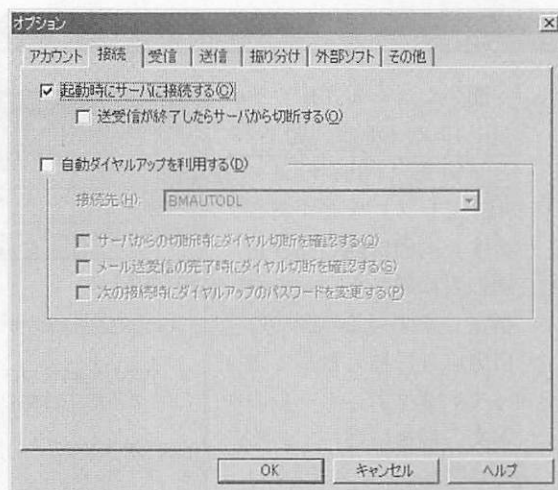 オプション
アカウント 接続 受信 送信 振り分け 外部ソフト その他
起動時にサーバに接続する(C)
送受信が終了したらサーバから切断する(O)
自動ダイヤルアップを利用する(D)
接続先(H): BMAUTODL
サーバからの切断時にダイヤル切断を確認する(Q)
メール送受信の完了時にダイヤル切断を確認する(S)
次の接続時にダイヤルアップのパスワードを変更する(P)
OK キャンセル ヘルプ